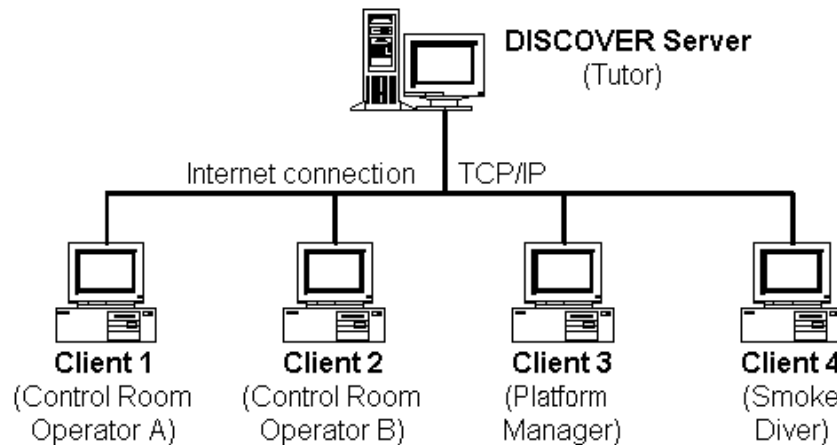 DISCOVER Server
(Tutor)
Internet connection TCP/IP
Client 1
(Control Room
Operator A)
Client 2
(Control Room
Operator B)
Client 3
(Platform
Manager)
Client 4
(Smoke
Diver)